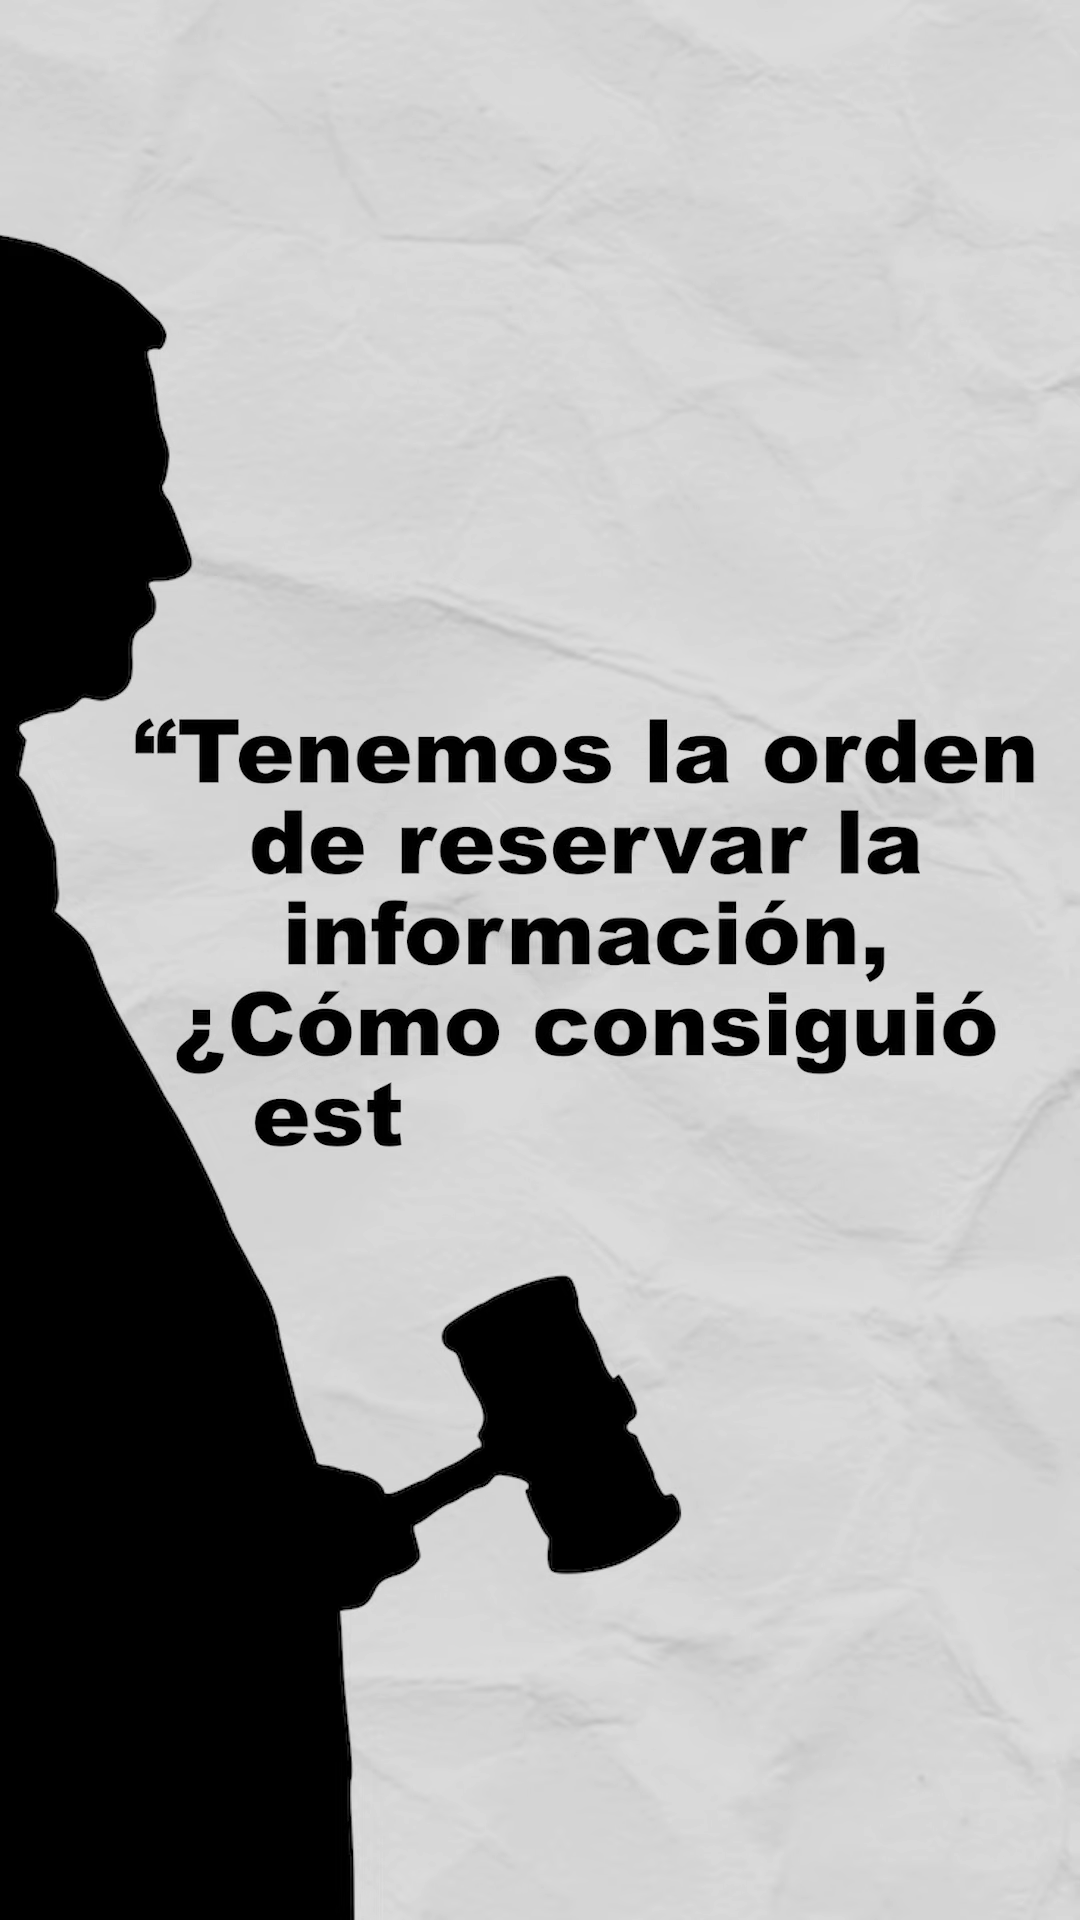 “Tenemos la orden
de reservar la
información,
¿Cómo consiguió
est